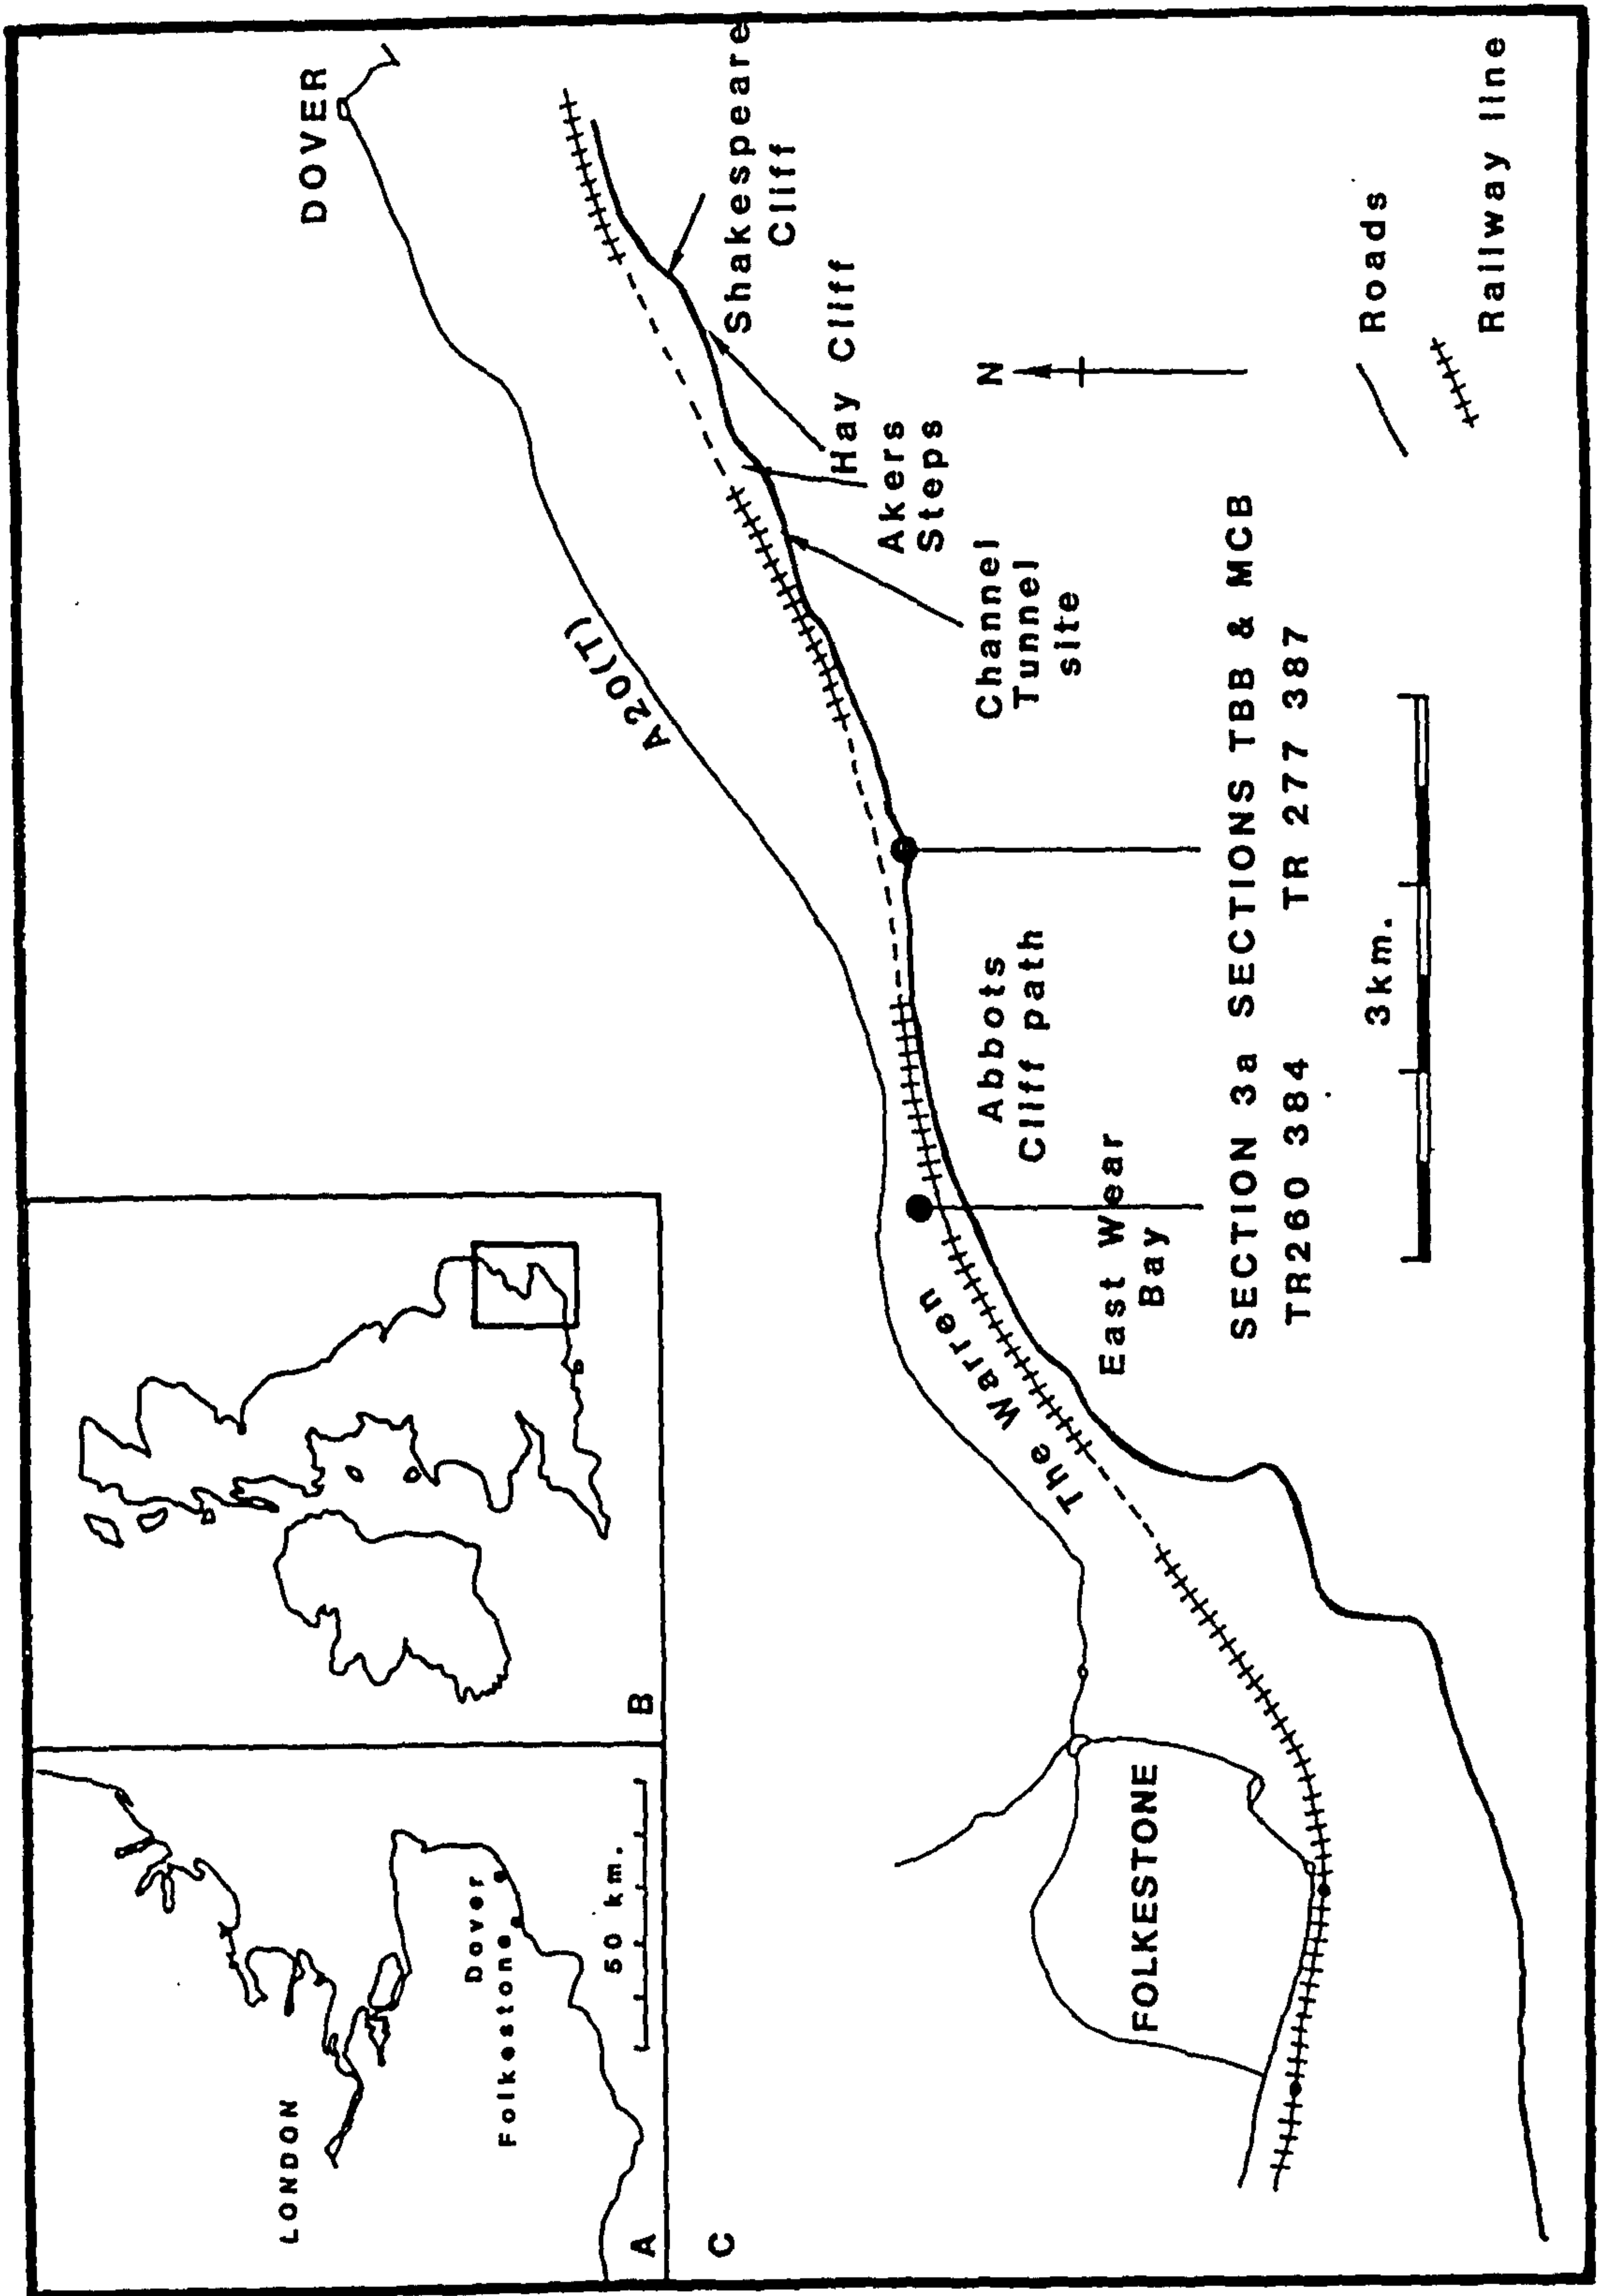 LONDON
Dover
Folkestone
50 km.
A
B
C
DOVER
A20(T)
Shakespeare
Cliff
Hay Cliff
Akers
Steps
Channel
Tunnel
site
N
Abbots
Cliff path
The Warren
East Wear
Bay
FOLKESTONE
SECTION 3a SECTIONS TBB & MCB
TR260 384 TR 277 387
3km.
Roads
Railway line